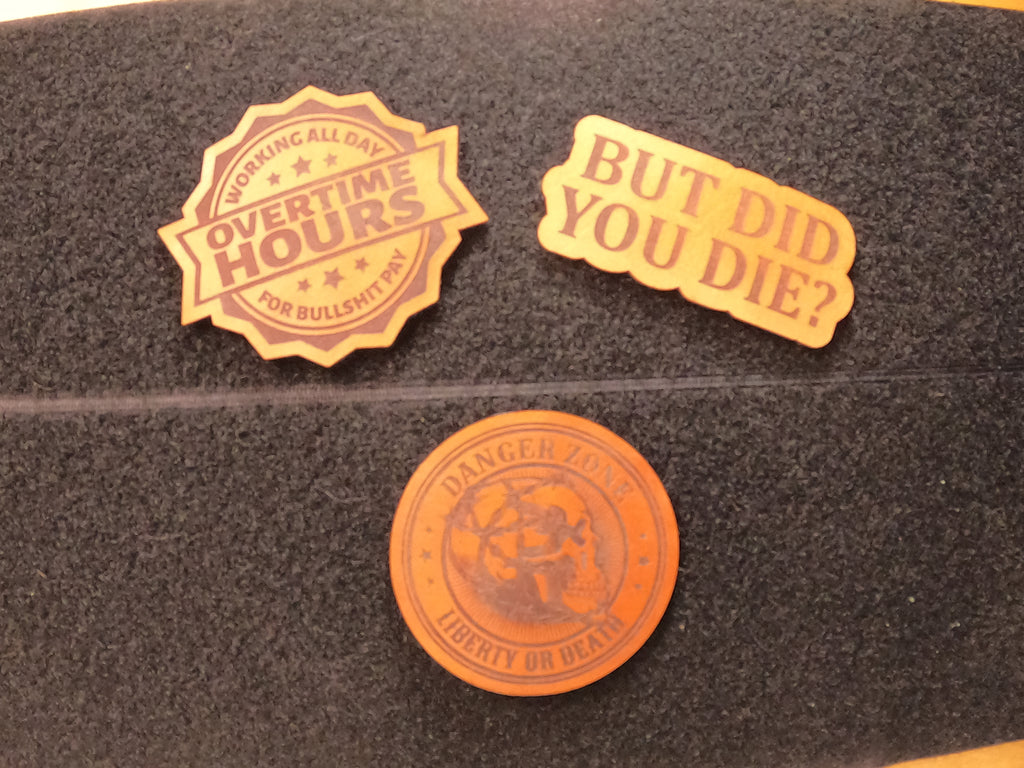 WORKING ALL DAY
OVERTIME
HOURS
FOR BULLSHIT PAY
BUT DID
YOU DIE?
DANGER ZONE
LIBERTY OR DEATH